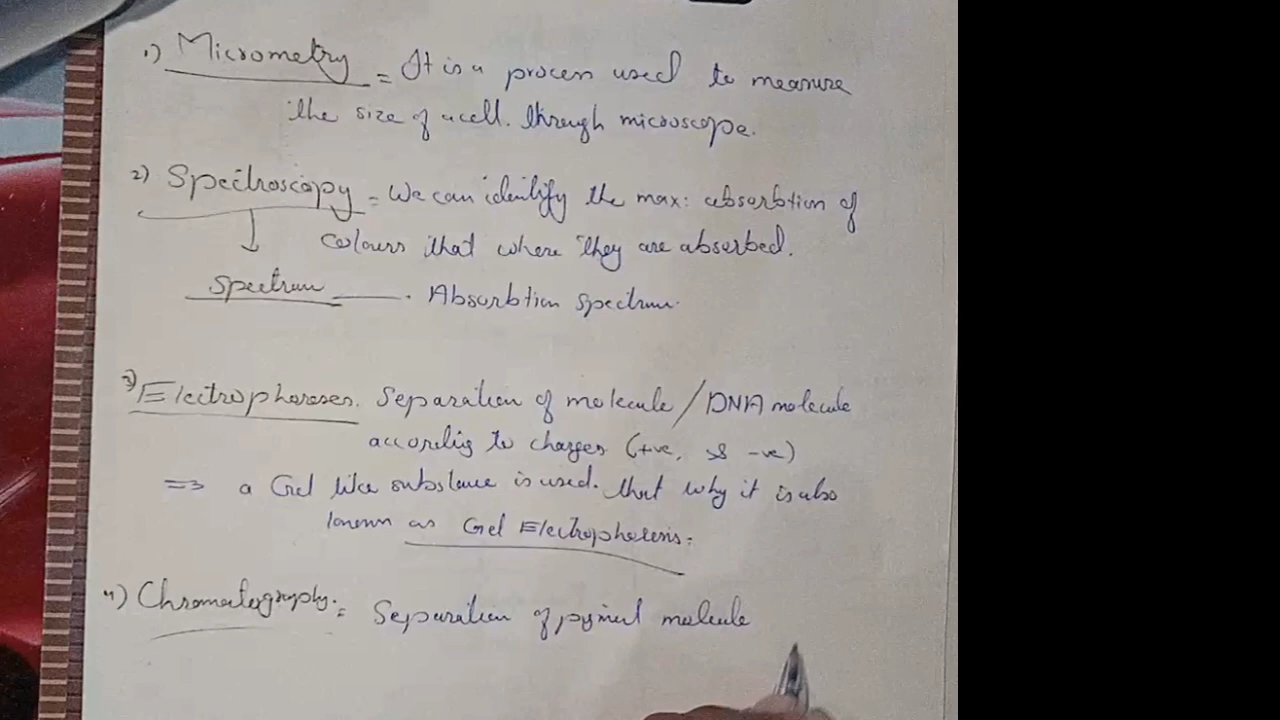 1) Micrometry = It is a process used to measure
the size of a cell. through microscope.
2) Spectroscopy = We can identify the max: absorbtion of
colours that where they are absorbed.
Spectrum . Absorbtion Spectrum.
3) Electrophoreses. Separation of molecule / DNA molecule
according to charges (+ve, & -ve)
=> a Gel like substance is used. that why it is also
known as Gel Electrophoresis.
4) Chromatography. = Separation of pyment molecule